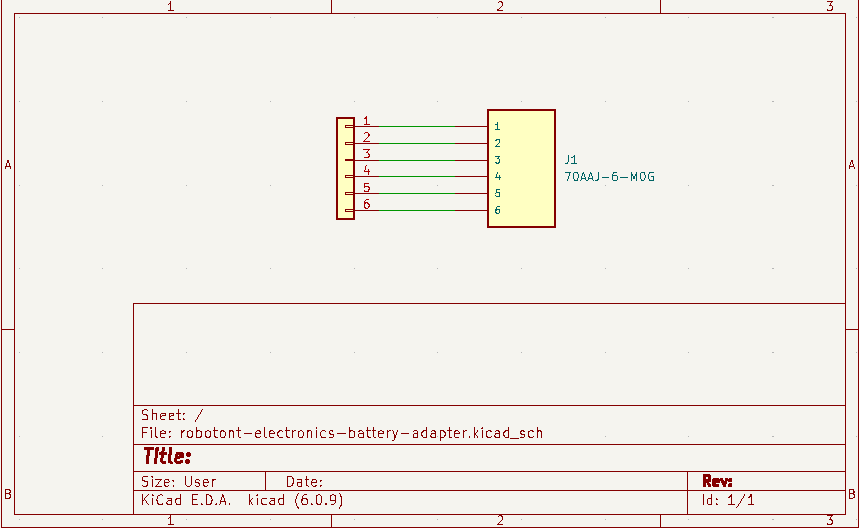 1 2 3
A A
1 1
2 2
3 3
4 4
5 5
6 6
J1
70AAJ-6-M0G
Sheet: /
File: robotont-electronics-battery-adapter.kicad_sch
Title:
Size: User Date: Rev:
KiCad E.D.A. kicad (6.0.9) Id: 1/1
B B
1 2 3